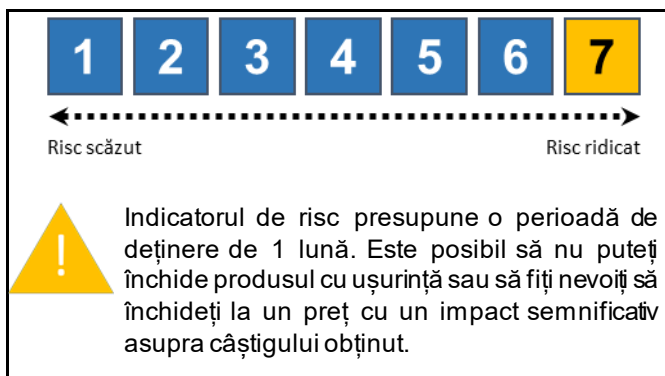 1 2 3 4 5 6 7
Risc scăzut Risc ridicat
!
Indicatorul de risc presupune o perioadă de
deținere de 1 lună. Este posibil să nu puteți
închide produsul cu ușurință sau să fiți nevoiți să
închideți la un preț cu un impact semnificativ
asupra câștigului obținut.